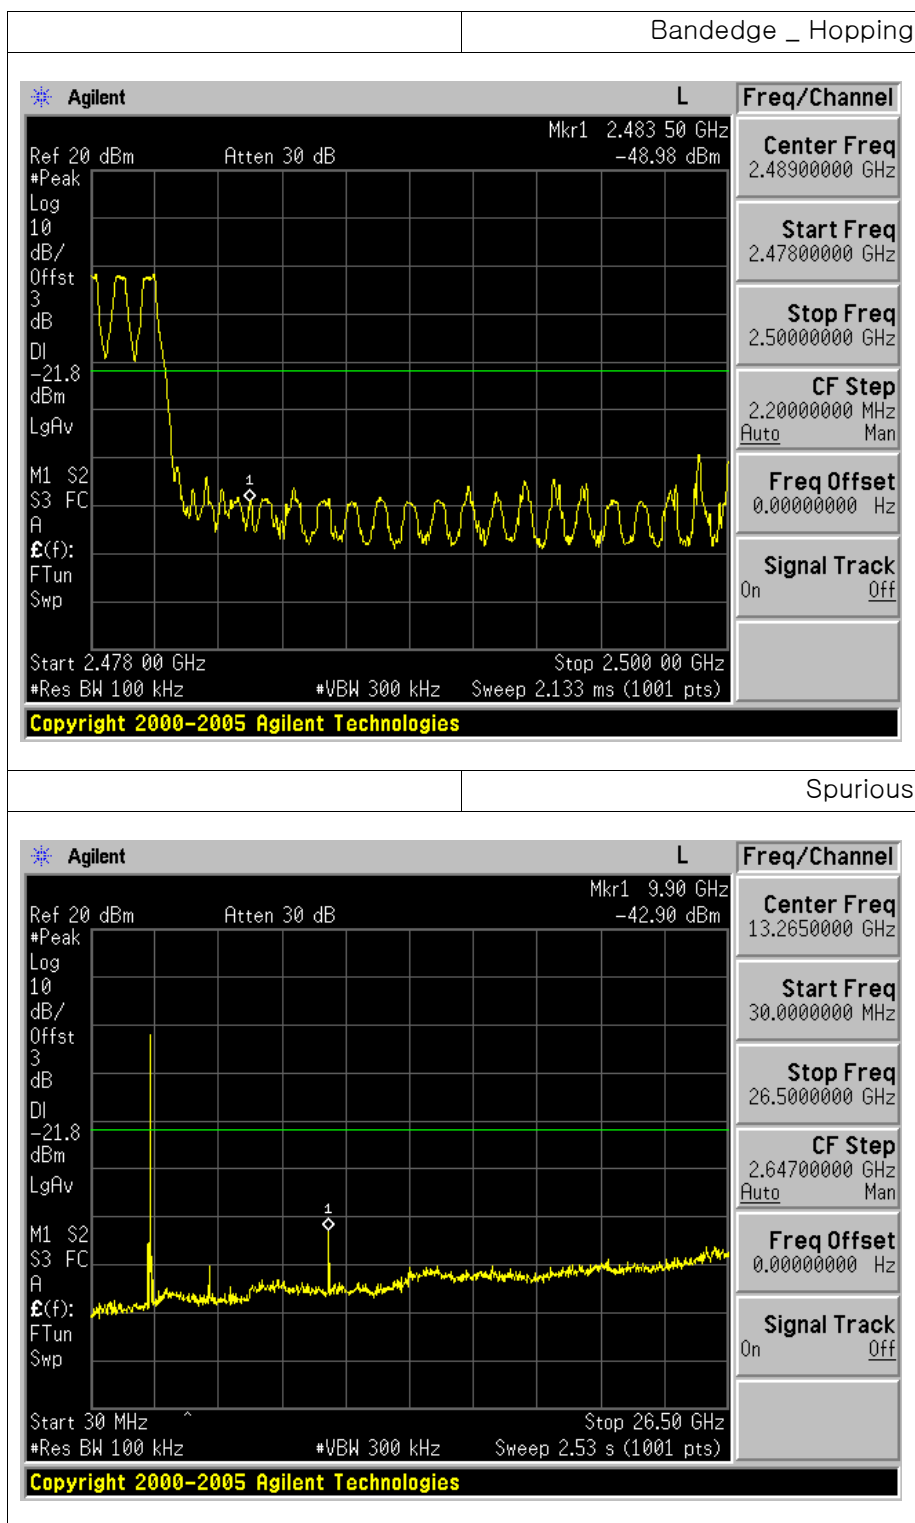 Bandedge _ Hopping
Agilent L Freq/Channel
Mkr1 2.483 50 GHz
Ref 20 dBm Atten 30 dB -48.98 dBm
#Peak
Log
10
dB/
Offst
3
dB
DI
-21.8
dBm
LgAv
M1 S2
S3 FC
A
£(f):
FTun
Swp
1
Start 2.478 00 GHz Stop 2.500 00 GHz
#Res BW 100 kHz #VBW 300 kHz Sweep 2.133 ms (1001 pts)
Center Freq
2.48900000 GHz
Start Freq
2.47800000 GHz
Stop Freq
2.50000000 GHz
CF Step
2.20000000 MHz
Auto Man
Freq Offset
0.00000000 Hz
Signal Track
On Off
Copyright 2000-2005 Agilent Technologies
Spurious
Agilent L Freq/Channel
Mkr1 9.90 GHz
Ref 20 dBm Atten 30 dB -42.90 dBm
#Peak
Log
10
dB/
Offst
3
dB
DI
-21.8
dBm
LgAv
M1 S2
S3 FC
A
£(f):
FTun
Swp
1
Start 30 MHz ^ Stop 26.50 GHz
#Res BW 100 kHz #VBW 300 kHz Sweep 2.53 s (1001 pts)
Center Freq
13.2650000 GHz
Start Freq
30.0000000 MHz
Stop Freq
26.5000000 GHz
CF Step
2.64700000 GHz
Auto Man
Freq Offset
0.00000000 Hz
Signal Track
On Off
Copyright 2000-2005 Agilent Technologies